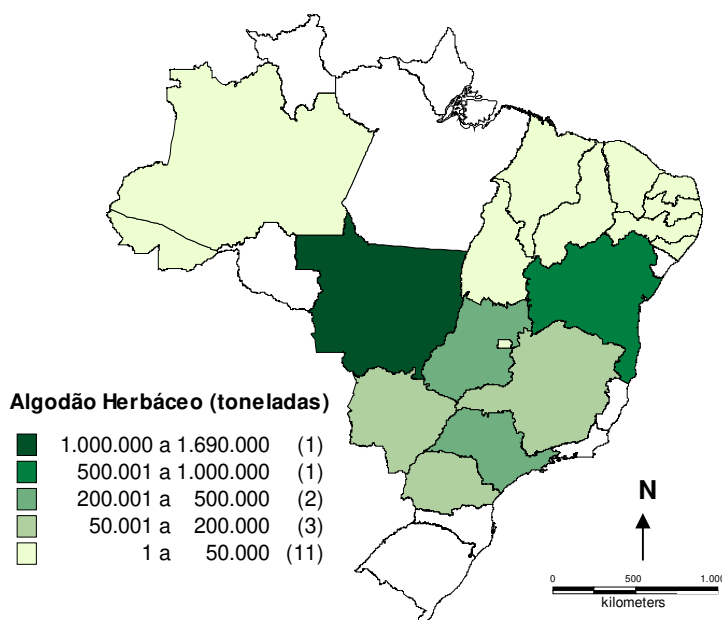 Algodão Herbáceo (toneladas)
1.000.000 a 1.690.000 (1)
500.001 a 1.000.000 (1)
200.001 a 500.000 (2)
50.001 a 200.000 (3)
1 a 50.000 (11)
N
0 500 1.000
kilometers